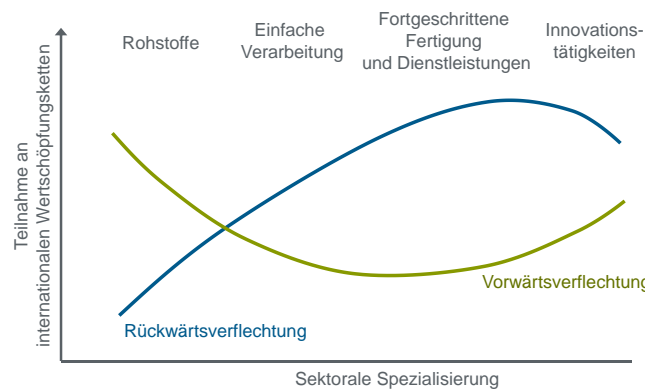 Rohstoffe
Einfache
Verarbeitung
Fortgeschrittene
Fertigung
und Dienstleistungen
Innovations-
tätigkeiten
Teilnahme an
internationalen Wertschöpfungsketten
Vorwärtsverflechtung
Rückwärtsverflechtung
Sektorale Spezialisierung